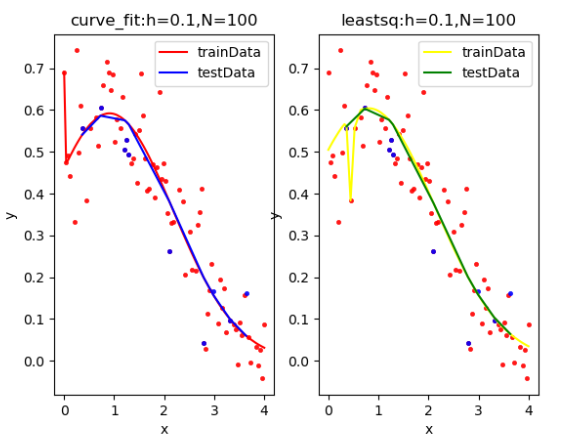 curve_fit:h=0.1,N=100
trainData
testData
y
0.7
0.6
0.5
0.4
0.3
0.2
0.1
0.0
0 1 2 3 4
x
leastsq:h=0.1,N=100
trainData
testData
y
0.7
0.6
0.5
0.4
0.3
0.2
0.1
0.0
0 1 2 3 4
x